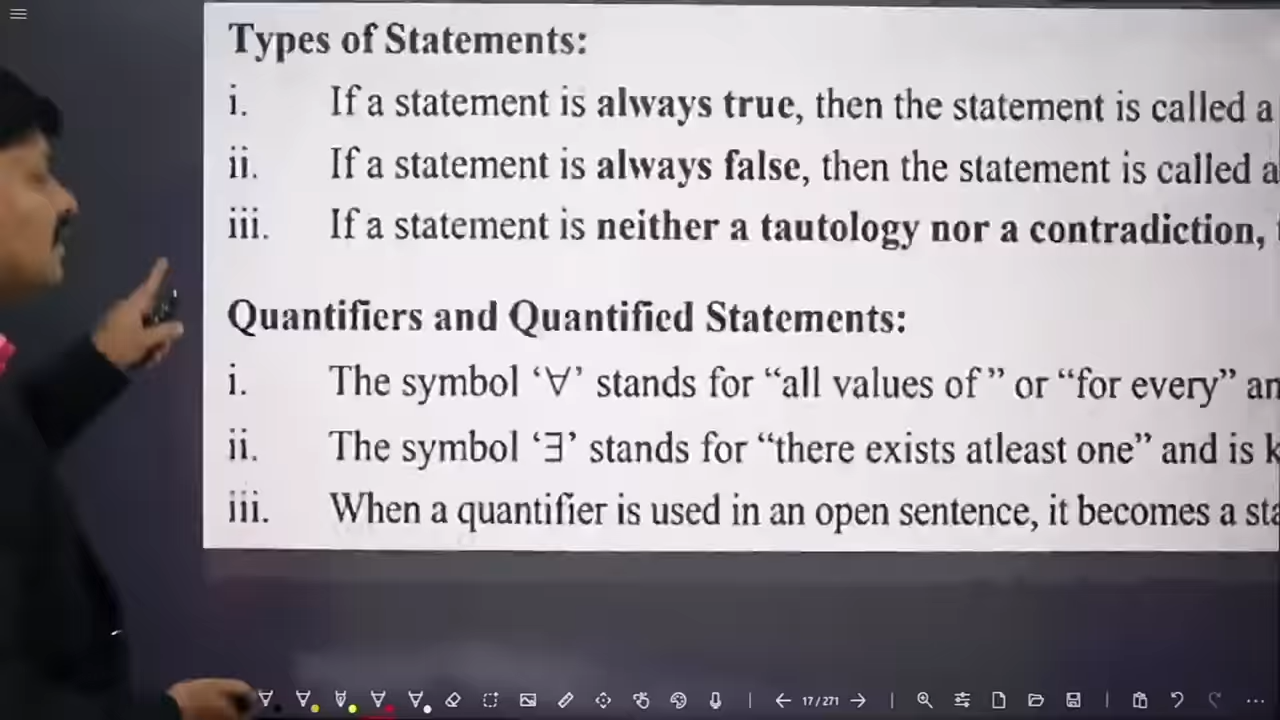 Types of Statements:
i. If a statement is always true, then the statement is called a
ii. If a statement is always false, then the statement is called a
iii. If a statement is neither a tautology nor a contradiction,
Quantifiers and Quantified Statements:
i. The symbol ‘∀’ stands for “all values of ” or “for every” an
ii. The symbol ‘∃’ stands for “there exists atleast one” and is k
iii. When a quantifier is used in an open sentence, it becomes a sta
17/271